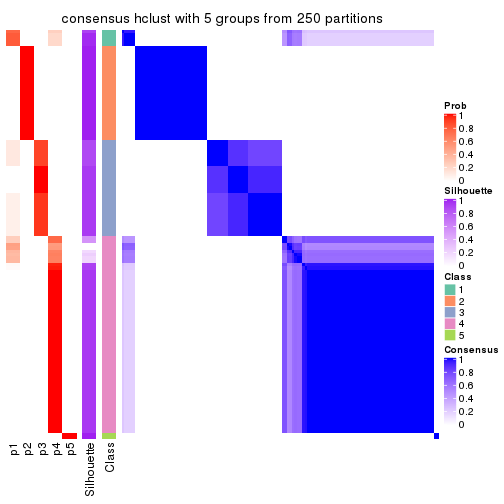 consensus hclust with 5 groups from 250 partitions
Prob
1
0.8
0.6
0.4
0.2
0
Silhouette
1
0.8
0.6
0.4
0.2
0
Class
1
2
3
4
5
Consensus
1
0.8
0.6
0.4
0.2
0
p1
p2
p3
p4
p5
Silhouette
Class